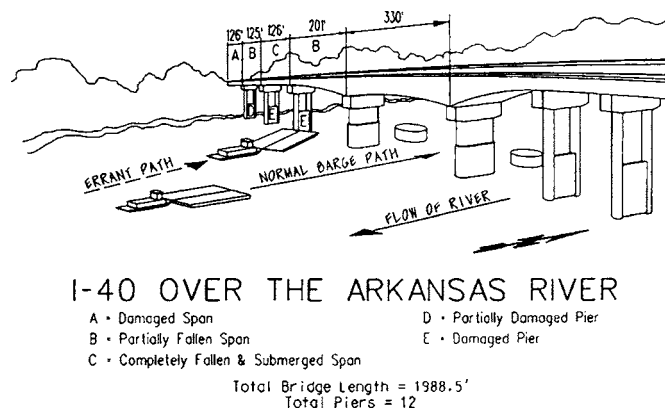 126' 125' 126' 201' 330'
A B C B
D E E
ERRANT PATH
NORMAL BARGE PATH
FLOW OF RIVER
I-40 OVER THE ARKANSAS RIVER
A - Damaged Span
B - Partially Fallen Span
C - Completely Fallen & Submerged Span
D - Partially Damaged Pier
E - Damaged Pier
Total Bridge Length = 1988.5'
Total Piers = 12